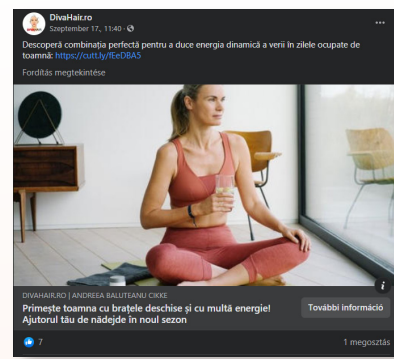 DivaHair.ro
Szeptember 17., 11:40 ·
Descoperă combinația perfectă pentru a duce energia dinamică a verii în zilele ocupate de
toamnă: https://cutt.ly/fEeDBA5
Fordítás megtekintése
DIVAHAIR.RO | ANDREEA BALUTEANU CIKKE
Primește toamna cu brațele deschise și cu multă energie!
Ajutorul tău de nădejde în noul sezon
További információ
7
1 megosztás